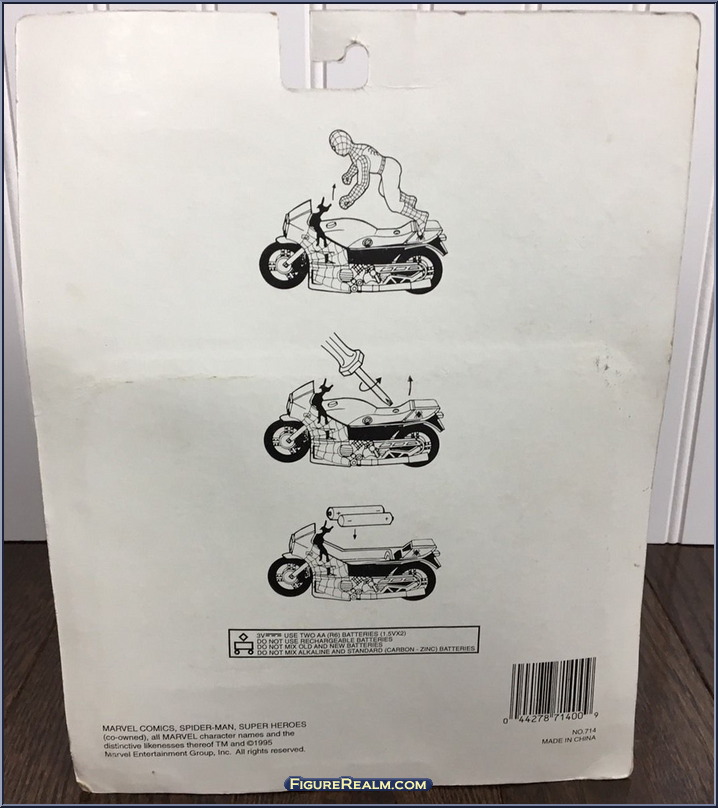 3V USE TWO AA (R6) BATTERIES (1.5VX2)
DO NOT USE RECHARGEABLE BATTERIES
DO NOT MIX OLD AND NEW BATTERIES
DO NOT MIX ALKALINE AND STANDARD (CARBON - ZINC) BATTERIES
0 44278 71400 9
NO.714
MADE IN CHINA
MARVEL COMICS, SPIDER-MAN, SUPER HEROES
(co-owned), all MARVEL character names and the
distinctive likenesses thereof TM and ©1995
Marvel Entertainment Group, Inc. All rights reserved.
FIGUREREALM.COM